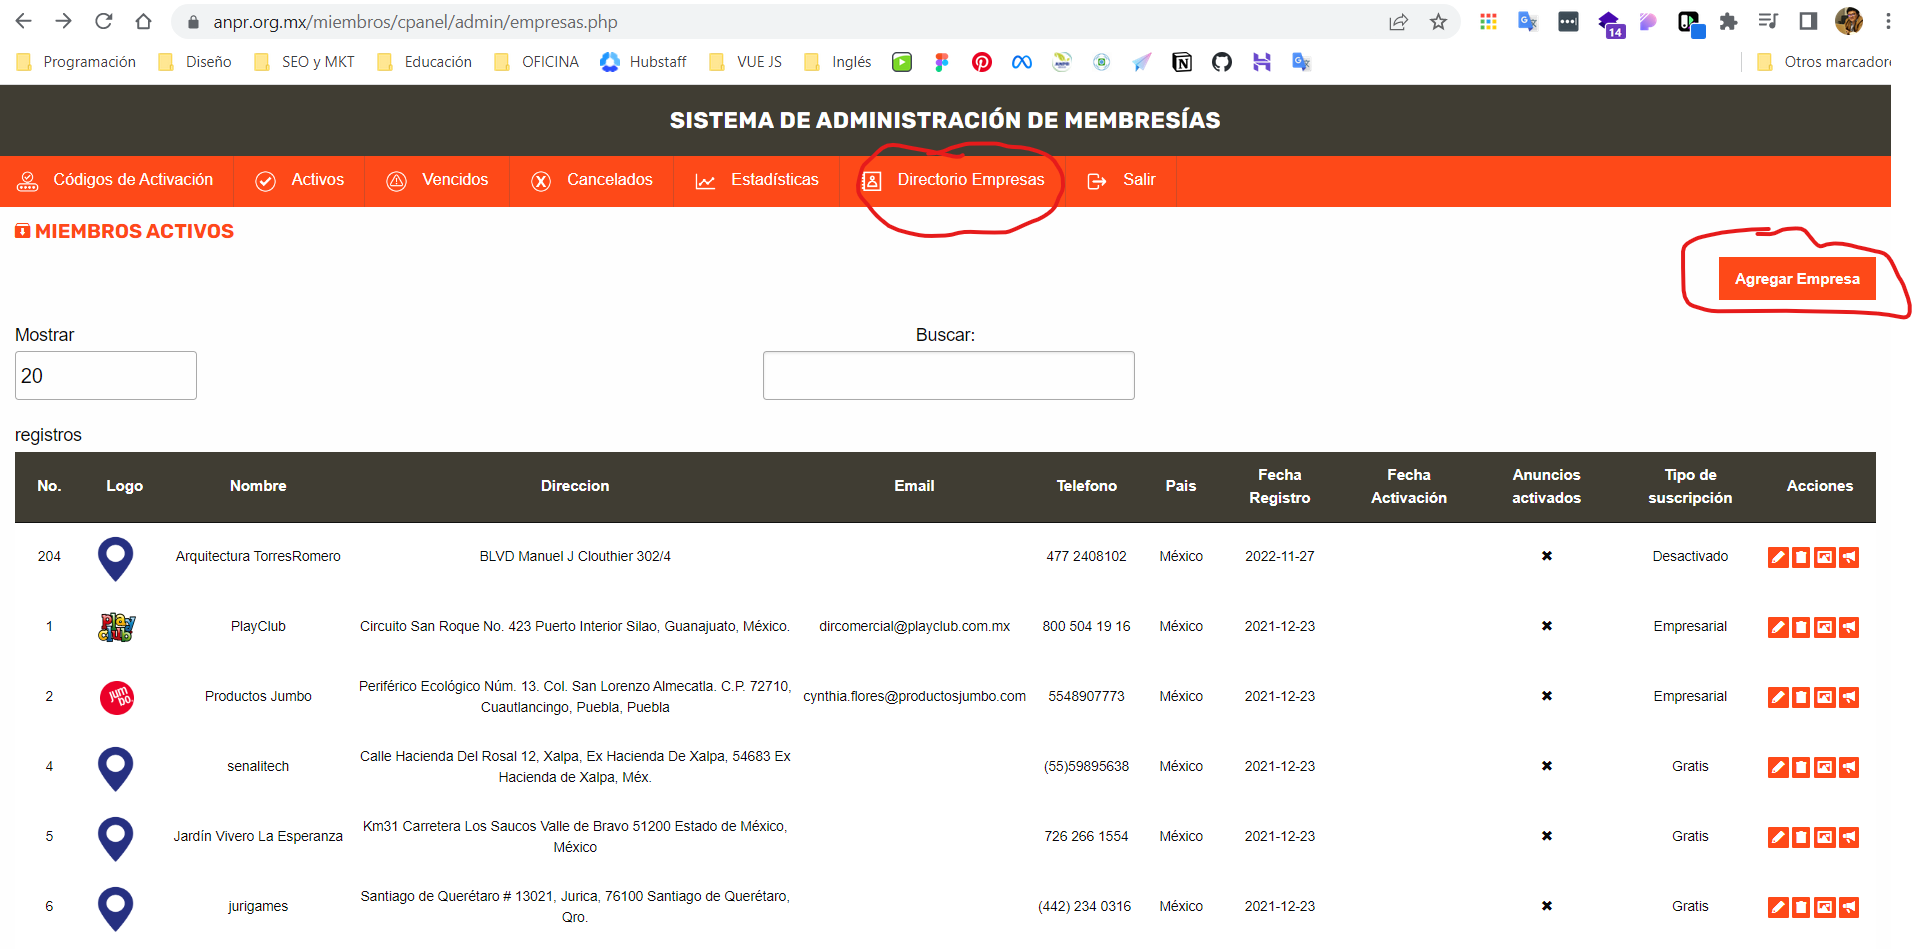 anpr.org.mx/miembros/cpanel/admin/empresas.php
14
Programación Diseño SEO y MKT Educación OFICINA Hubstaff VUE JS Inglés Otros marcadore
SISTEMA DE ADMINISTRACIÓN DE MEMBRESÍAS
Códigos de Activación Activos Vencidos Cancelados Estadísticas Directorio Empresas Salir
MIEMBROS ACTIVOS
Agregar Empresa
Mostrar Buscar:
20
registros
No. Logo Nombre Direccion Email Telefono Pais Fecha Registro Fecha Activación Anuncios activados Tipo de suscripción Acciones
204 Arquitectura TorresRomero BLVD Manuel J Clouthier 302/4 477 2408102 México 2022-11-27 Desactivado
1 Play Club PlayClub Circuito San Roque No. 423 Puerto Interior Silao, Guanajuato, México. dircomercial@playclub.com.mx 800 504 19 16 México 2021-12-23 Empresarial
2 Jumbo Productos Jumbo Periférico Ecológico Núm. 13. Col. San Lorenzo Almecatla. C.P. 72710, Cuautlancingo, Puebla, Puebla cynthia.flores@productosjumbo.com 5548907773 México 2021-12-23 Empresarial
4 senalitech Calle Hacienda Del Rosal 12, Xalpa, Ex Hacienda De Xalpa, 54683 Ex Hacienda de Xalpa, Méx. (55)59895638 México 2021-12-23 Gratis
5 Jardín Vivero La Esperanza Km31 Carretera Los Saucos Valle de Bravo 51200 Estado de México, México 726 266 1554 México 2021-12-23 Gratis
6 jurigames Santiago de Querétaro # 13021, Jurica, 76100 Santiago de Querétaro, Qro. (442) 234 0316 México 2021-12-23 Gratis